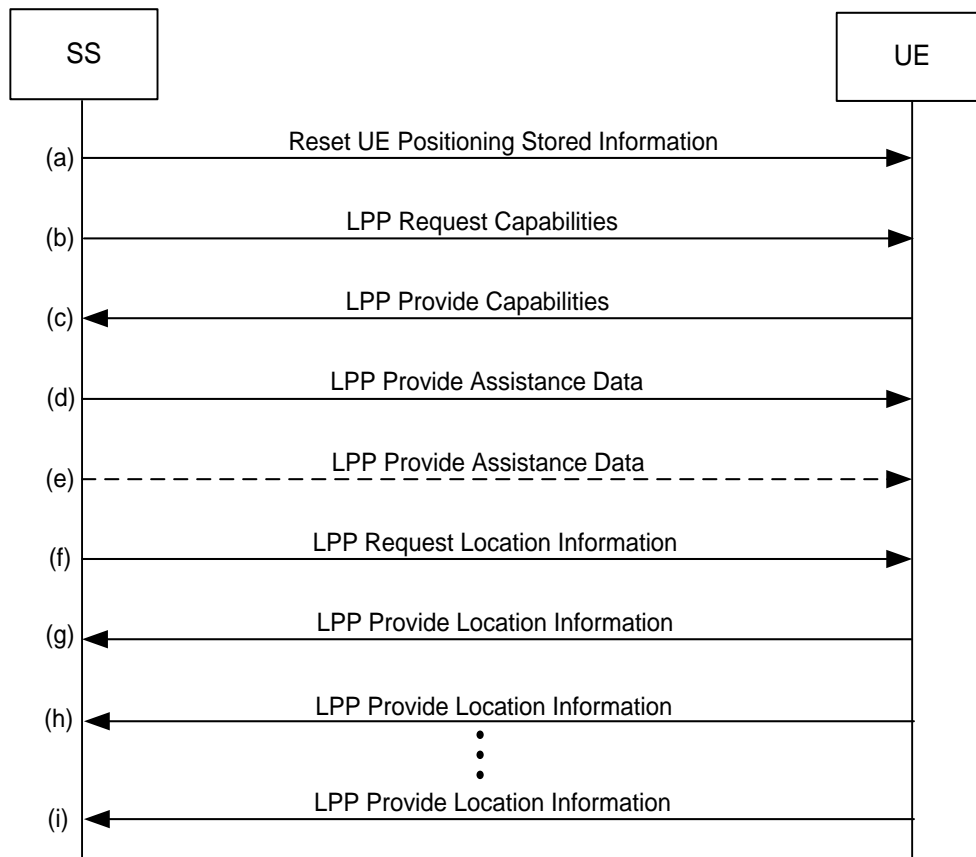 SS
UE
(a)
Reset UE Positioning Stored Information
(b)
LPP Request Capabilities
(c)
LPP Provide Capabilities
(d)
LPP Provide Assistance Data
(e)
LPP Provide Assistance Data
(f)
LPP Request Location Information
(g)
LPP Provide Location Information
(h)
LPP Provide Location Information
(i)
LPP Provide Location Information